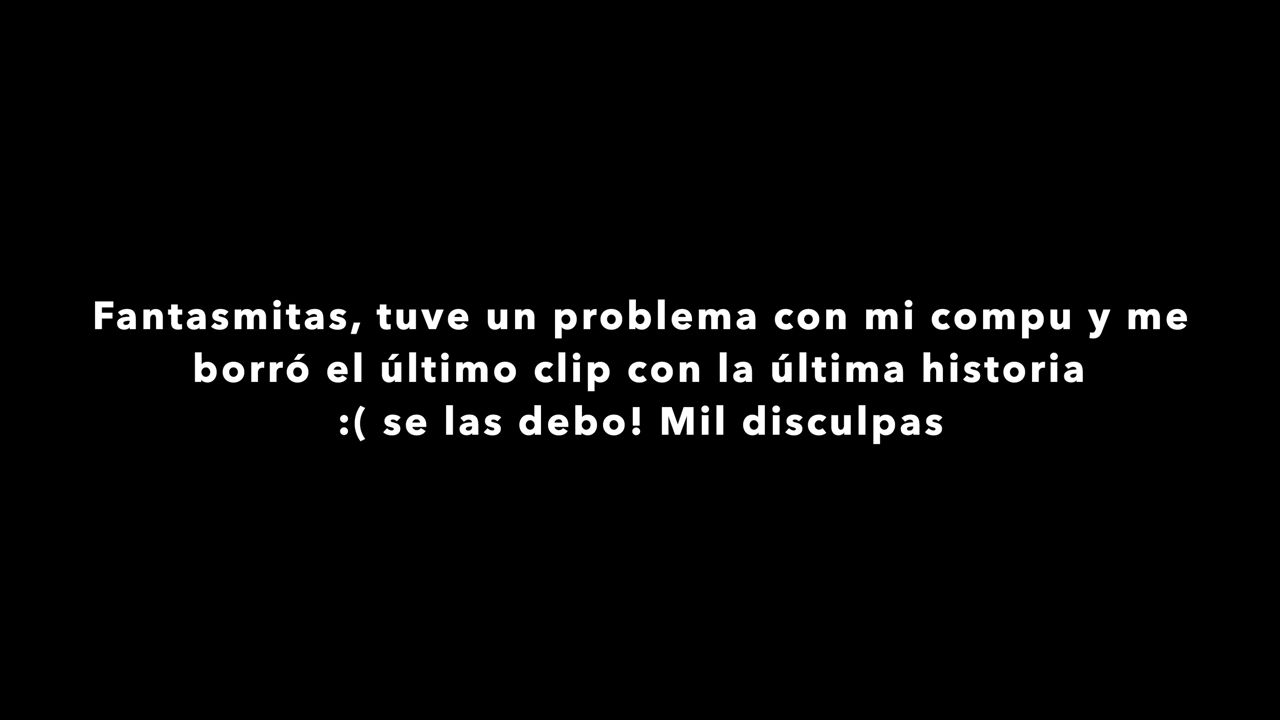 Fantasmitas, tuve un problema con mi compu y me
borró el último clip con la última historia
:( se las debo! Mil disculpas